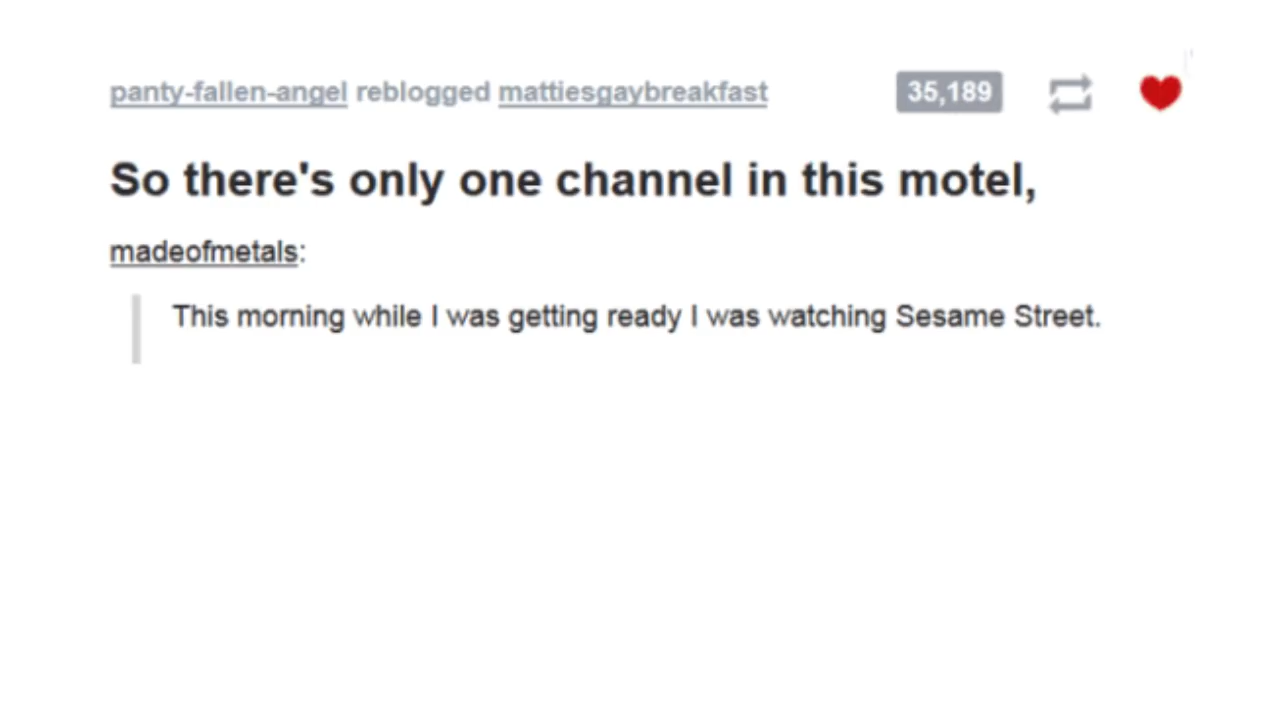 panty-fallen-angel reblogged mattiesgaybreakfast 35,189
So there's only one channel in this motel,
madeofmetals:
This morning while I was getting ready I was watching Sesame Street.